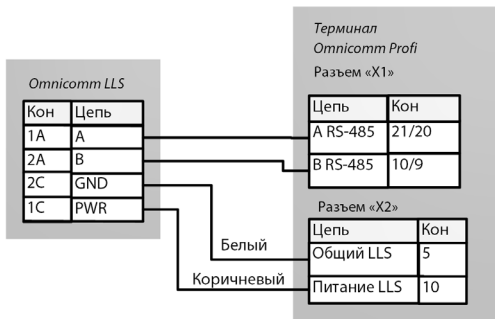 Терминал
Omnicomm Profi
Разъем «X1»
Omnicomm LLS
Кон Цепь
1A A
2A B
2C GND
1C PWR
Цепь Кон
A RS-485 21/20
B RS-485 10/9
Разъем «X2»
Цепь Кон
Общий LLS 5
Питание LLS 10
Белый
Коричневый